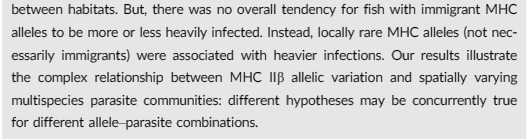 between habitats. But, there was no overall tendency for fish with immigrant MHC
alleles to be more or less heavily infected. Instead, locally rare MHC alleles (not nec-
essarily immigrants) were associated with heavier infections. Our results illustrate
the complex relationship between MHC IIβ allelic variation and spatially varying
multispecies parasite communities: different hypotheses may be concurrently true
for different allele–parasite combinations.